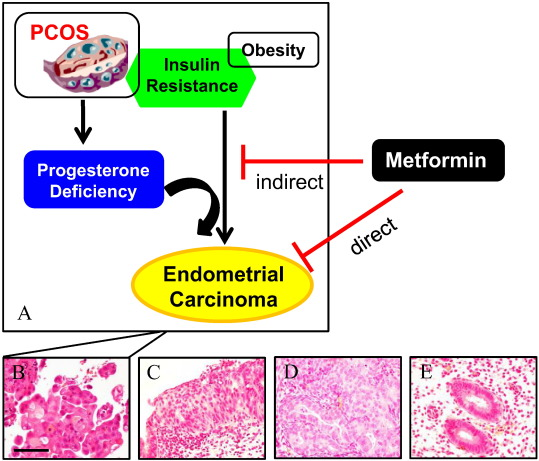 PCOS
Obesity
Insulin
Resistance
Progesterone
Deficiency
Metformin
indirect
direct
Endometrial
Carcinoma
A
B
C
D
E